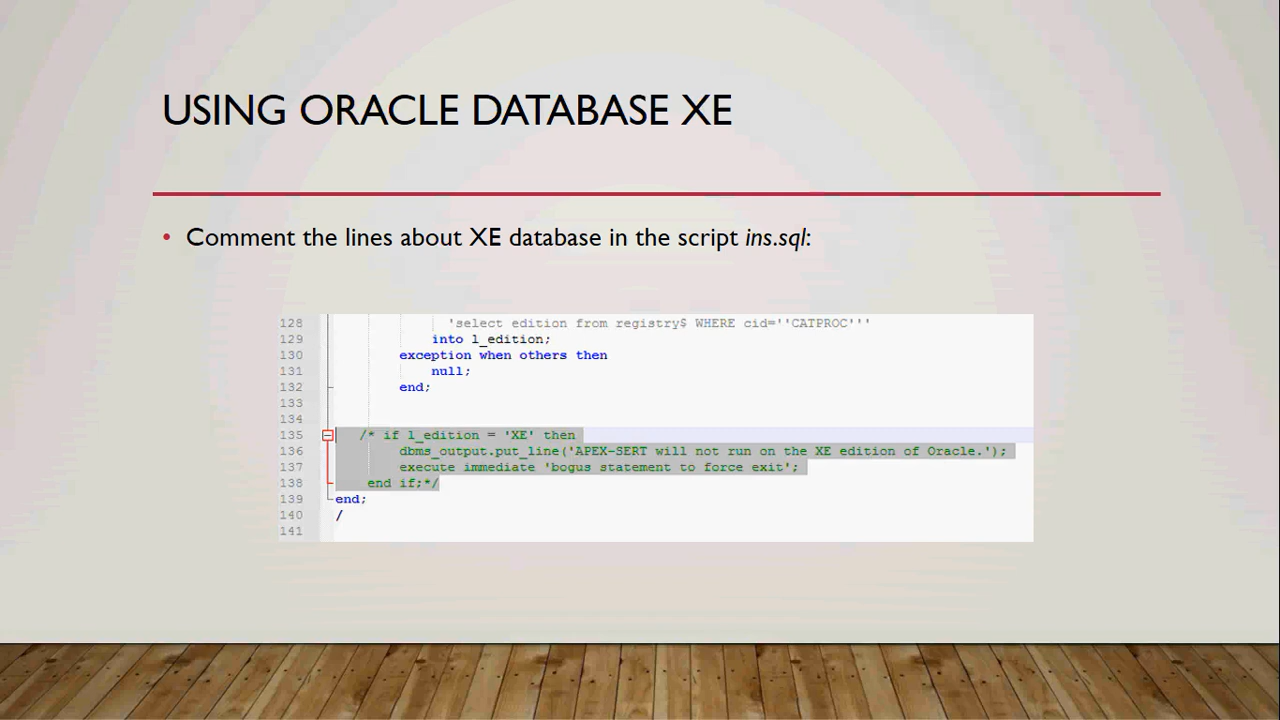 USING ORACLE DATABASE XE
• Comment the lines about XE database in the script ins.sql:
128 'select edition from registry$ WHERE cid=''CATPROC'''
129 into l_edition;
130 exception when others then
131 null;
132 end;
133
134
135 /* if l_edition = 'XE' then
136 dbms_output.put_line('APEX-SERT will not run on the XE edition of Oracle.');
137 execute immediate 'bogus statement to force exit';
138 end if;*/
139 end;
140 /
141